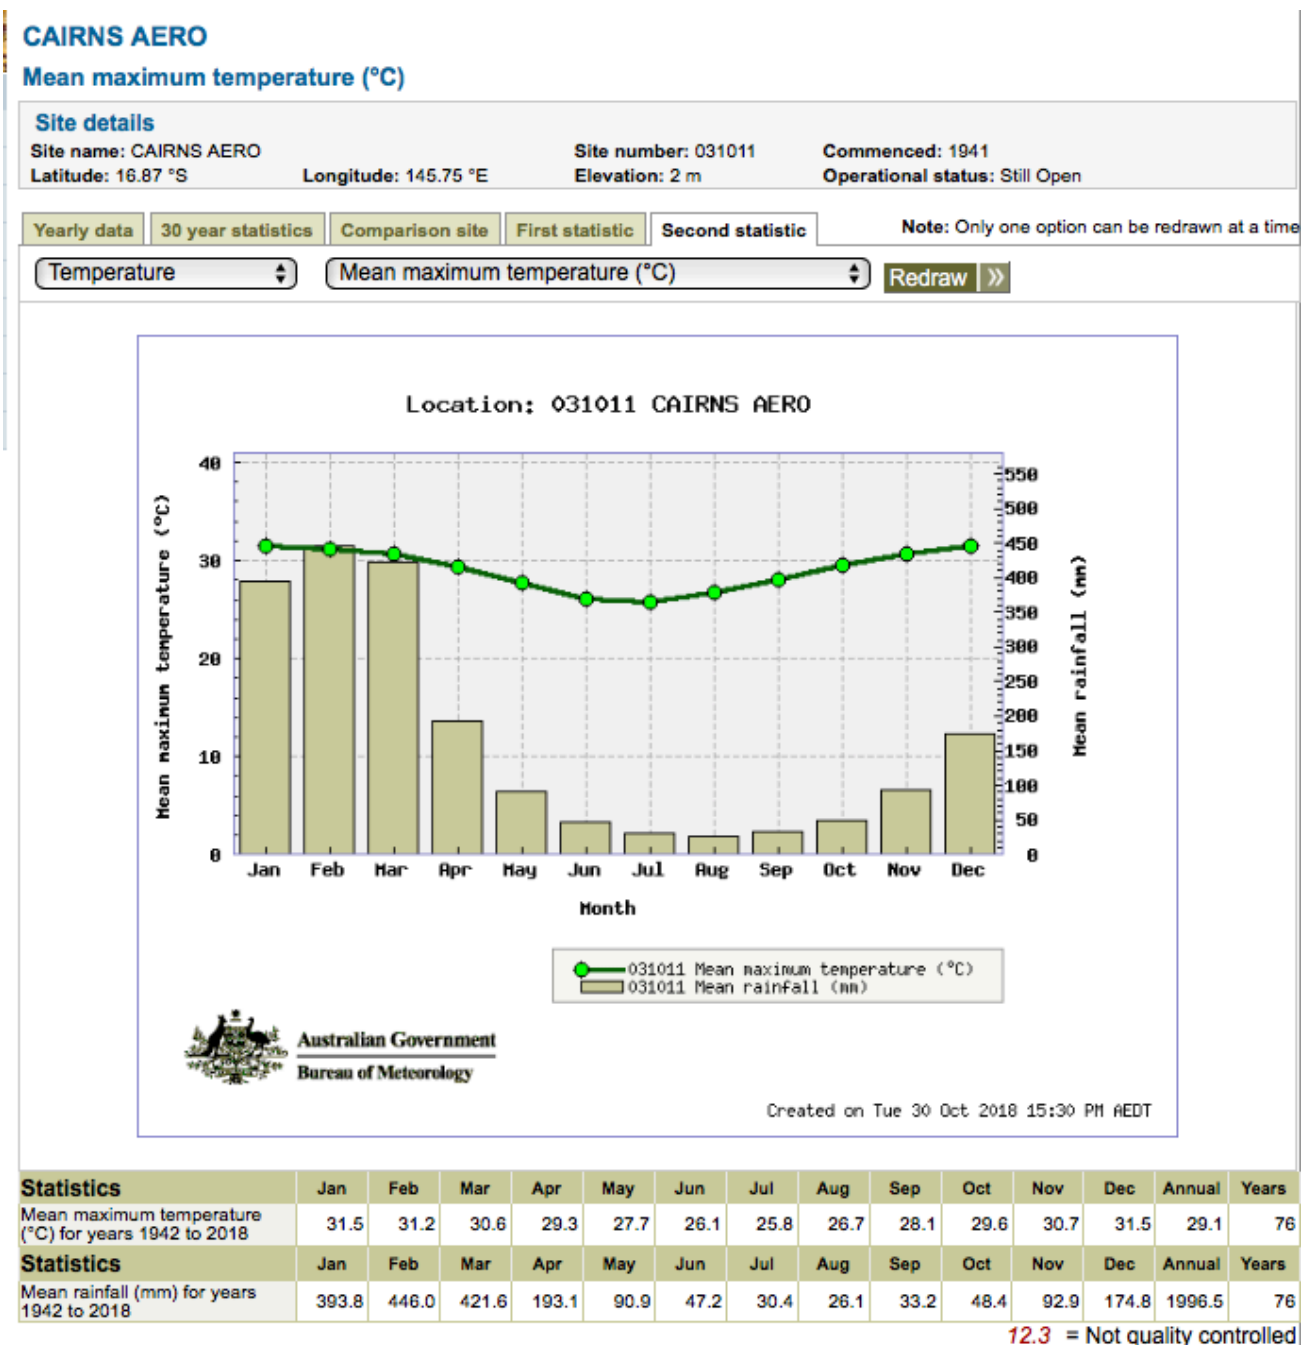 CAIRNS AERO
Mean maximum temperature (°C)
Site details
Site name: CAIRNS AERO Site number: 031011 Commenced: 1941
Latitude: 16.87 °S Longitude: 145.75 °E Elevation: 2 m Operational status: Still Open
Yearly data 30 year statistics Comparison site First statistic Second statistic Note: Only one option can be redrawn at a time
Temperature Mean maximum temperature (°C) Redraw »
Location: 031011 CAIRNS AERO
Mean maximum temperature (°C)
40
30
20
10
0
550
500
450
400
350
300
250
200
150
100
50
0
Mean rainfall (mm)
Jan Feb Mar Apr May Jun Jul Aug Sep Oct Nov Dec
Month
031011 Mean maximum temperature (°C)
031011 Mean rainfall (mm)
Australian Government
Bureau of Meteorology
Created on Tue 30 Oct 2018 15:30 PM AEDT
Statistics Jan Feb Mar Apr May Jun Jul Aug Sep Oct Nov Dec Annual Years
Mean maximum temperature
(°C) for years 1942 to 2018 31.5 31.2 30.6 29.3 27.7 26.1 25.8 26.7 28.1 29.6 30.7 31.5 29.1 76
Statistics Jan Feb Mar Apr May Jun Jul Aug Sep Oct Nov Dec Annual Years
Mean rainfall (mm) for years
1942 to 2018 393.8 446.0 421.6 193.1 90.9 47.2 30.4 26.1 33.2 48.4 92.9 174.8 1996.5 76
12.3 = Not quality controlled